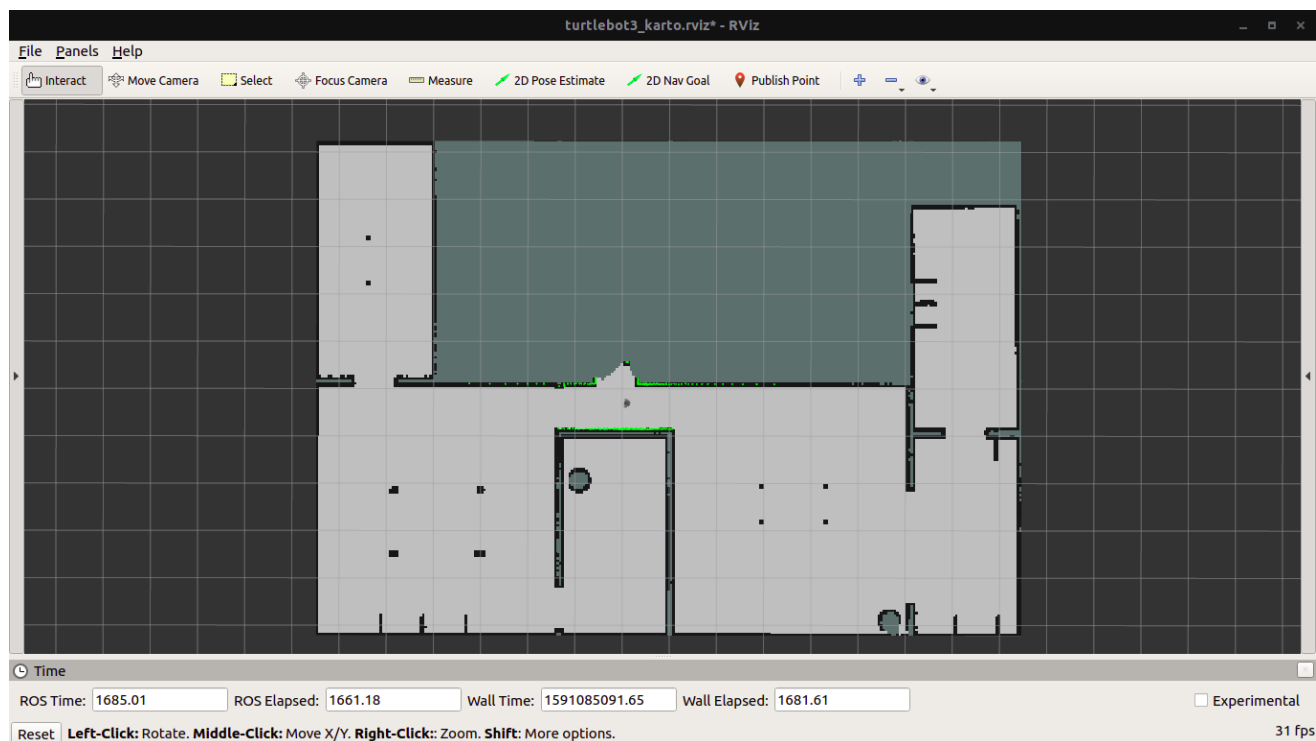 turtlebot3_karto.rviz* - RViz
File Panels Help
Interact Move Camera Select Focus Camera Measure 2D Pose Estimate 2D Nav Goal Publish Point
Time
ROS Time: 1685.01 ROS Elapsed: 1661.18 Wall Time: 1591085091.65 Wall Elapsed: 1681.61 Experimental
Reset Left-Click: Rotate. Middle-Click: Move X/Y. Right-Click:: Zoom. Shift: More options. 31 fps